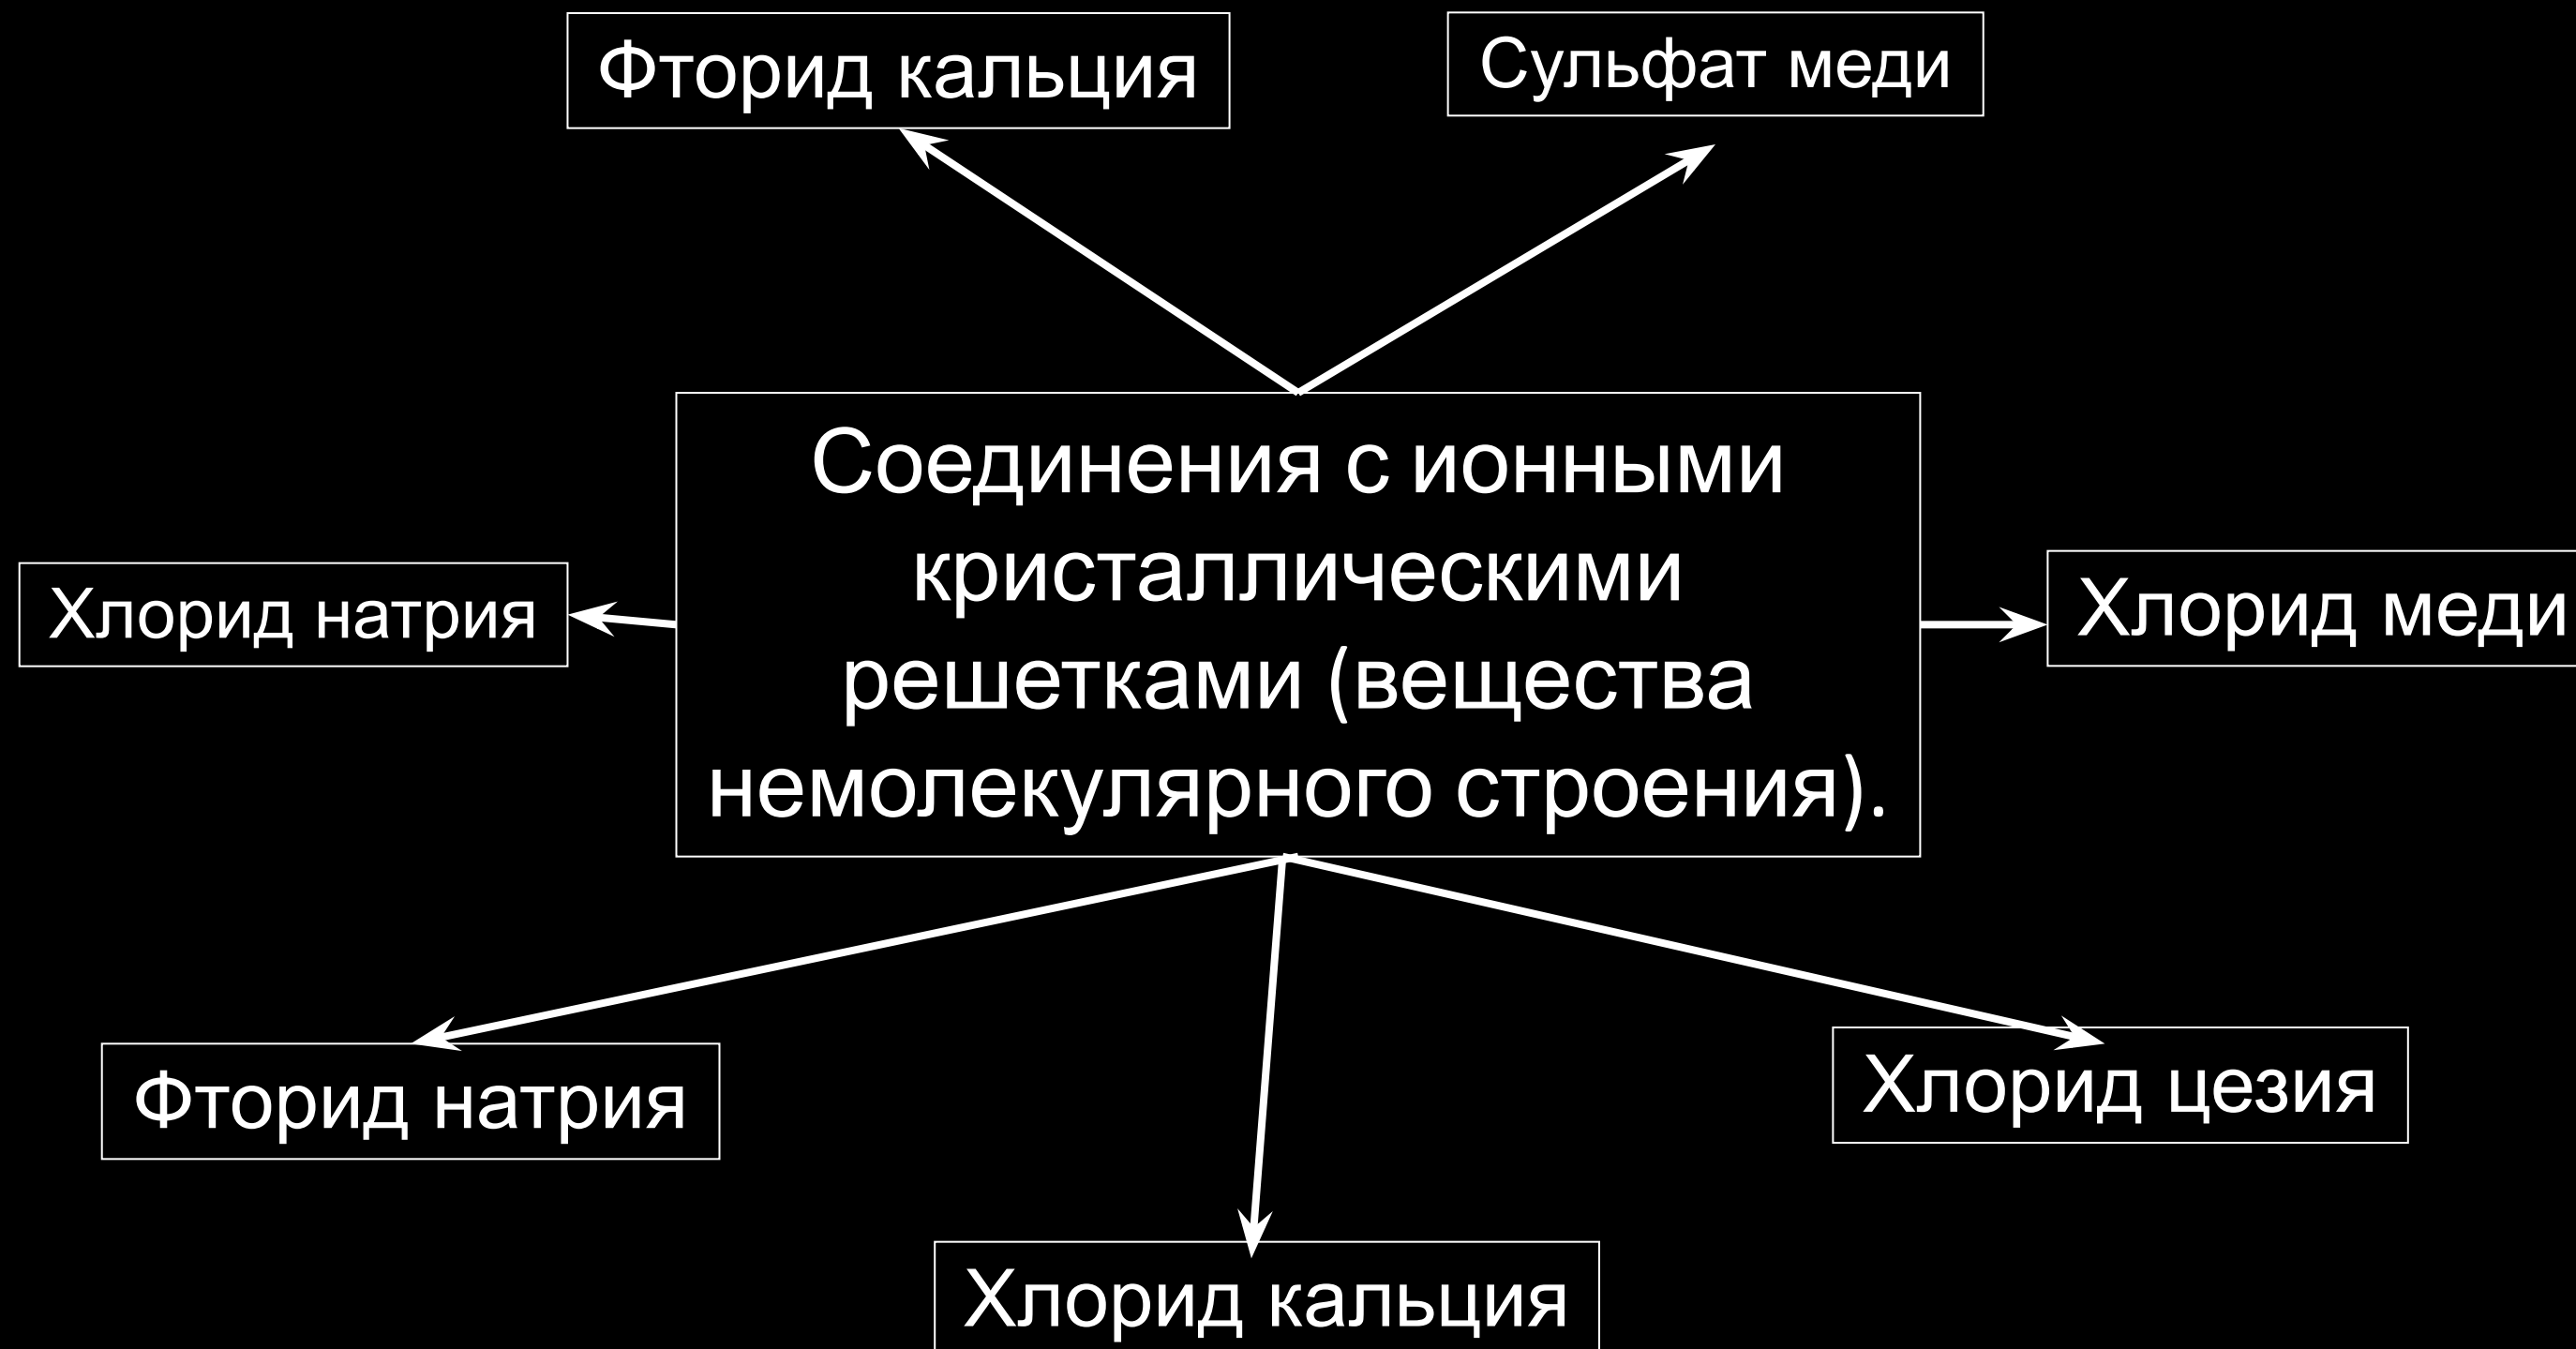 Фторид кальция
Сульфат меди
Соединения с ионными
кристаллическими
решетками (вещества
немолекулярного строения).
Хлорид натрия
Хлорид меди
Фторид натрия
Хлорид цезия
Хлорид кальция